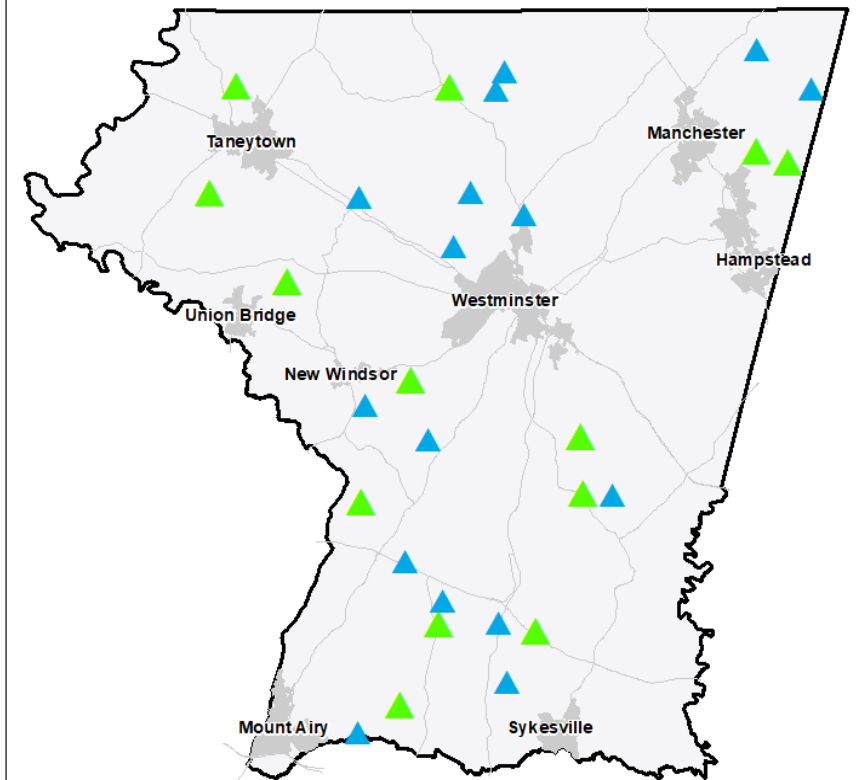 Manchester
Taneytown
Hampstead
Westminster
Union Bridge
New Windsor
Mount Airy
Sykesville